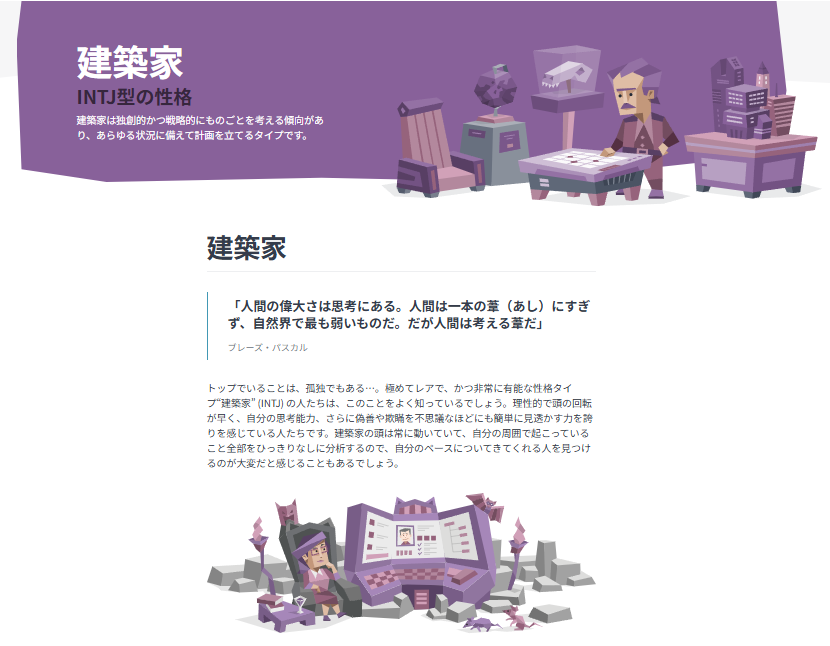 建築家
INTJ型の性格
建築家は独創的かつ戦略的にものごとを考える傾向があ
り、あらゆる状況に備えて計画を立てるタイプです。
建築家
「人間の偉大さは思考にある。人間は一本の葦（あし）にすぎ
ず、自然界で最も弱いものだ。だが人間は考える葦だ」
ブレーズ・パスカル
トップでいることは、孤独でもある…。極めてレアで、かつ非常に有能な性格タイ
プ“建築家” (INTJ) の人たちは、このことをよく知っているでしょう。理性的で頭の回転
が早く、自分の思考能力、さらに偽善や欺瞞を不思議なほどにも簡単に見透かす力を誇
りを感じている人たちです。建築家の頭は常に動いていて、自分の周囲で起こっている
こと全部をひっきりなしに分析するので、自分のペースについてきてくれる人を見つけ
るのが大変だと感じることもあるでしょう。